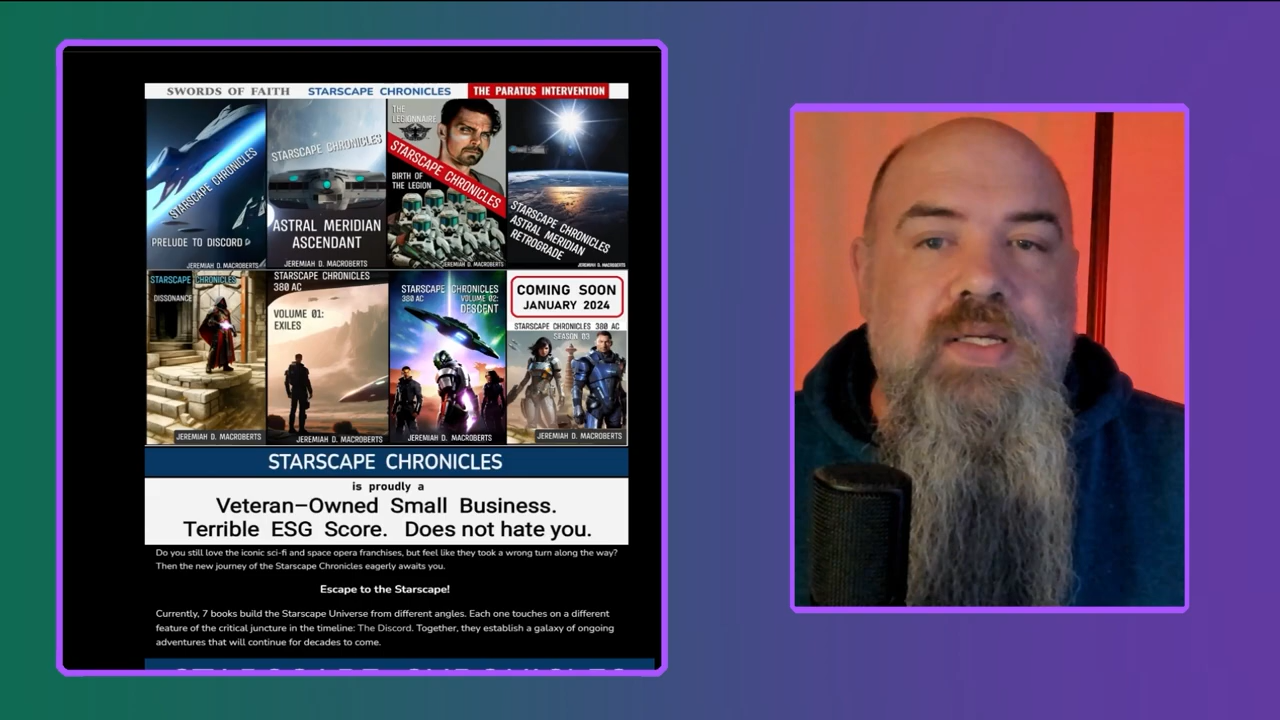 SWORDS OF FAITH STARSCAPE CHRONICLES THE PARATUS INTERVENTION
STARSCAPE CHRONICLES
PRELUDE TO DISCORD
JEREMIAH D. MACROBERTS
STARSCAPE CHRONICLES
ASTRAL MERIDIAN
ASCENDANT
JEREMIAH D. MACROBERTS
THE
LEGIONNAIRE
STARSCAPE CHRONICLES
BIRTH OF
THE LEGION
JEREMIAH D. MACROBERTS
STARSCAPE CHRONICLES
ASTRAL MERIDIAN
RETROGRADE
JEREMIAH D. MACROBERTS
STARSCAPE CHRONICLES
DISSONANCE
JEREMIAH D. MACROBERTS
STARSCAPE CHRONICLES
380 AC
VOLUME 01:
EXILES
JEREMIAH D. MACROBERTS
STARSCAPE CHRONICLES
380 AC VOLUME 02:
DESCENT
JEREMIAH D. MACROBERTS
COMING SOON
JANUARY 2024
STARSCAPE CHRONICLES 380 AC
SEASON 03
JEREMIAH D. MACROBERTS
STARSCAPE CHRONICLES
is proudly a
Veteran-Owned Small Business.
Terrible ESG Score. Does not hate you.
Do you still love the iconic sci-fi and space opera franchises, but feel like they took a wrong turn along the way?
Then the new journey of the Starscape Chronicles eagerly awaits you.
Escape to the Starscape!
Currently, 7 books build the Starscape Universe from different angles. Each one touches on a different
feature of the critical juncture in the timeline: The Discord. Together, they establish a galaxy of ongoing
adventures that will continue for decades to come.